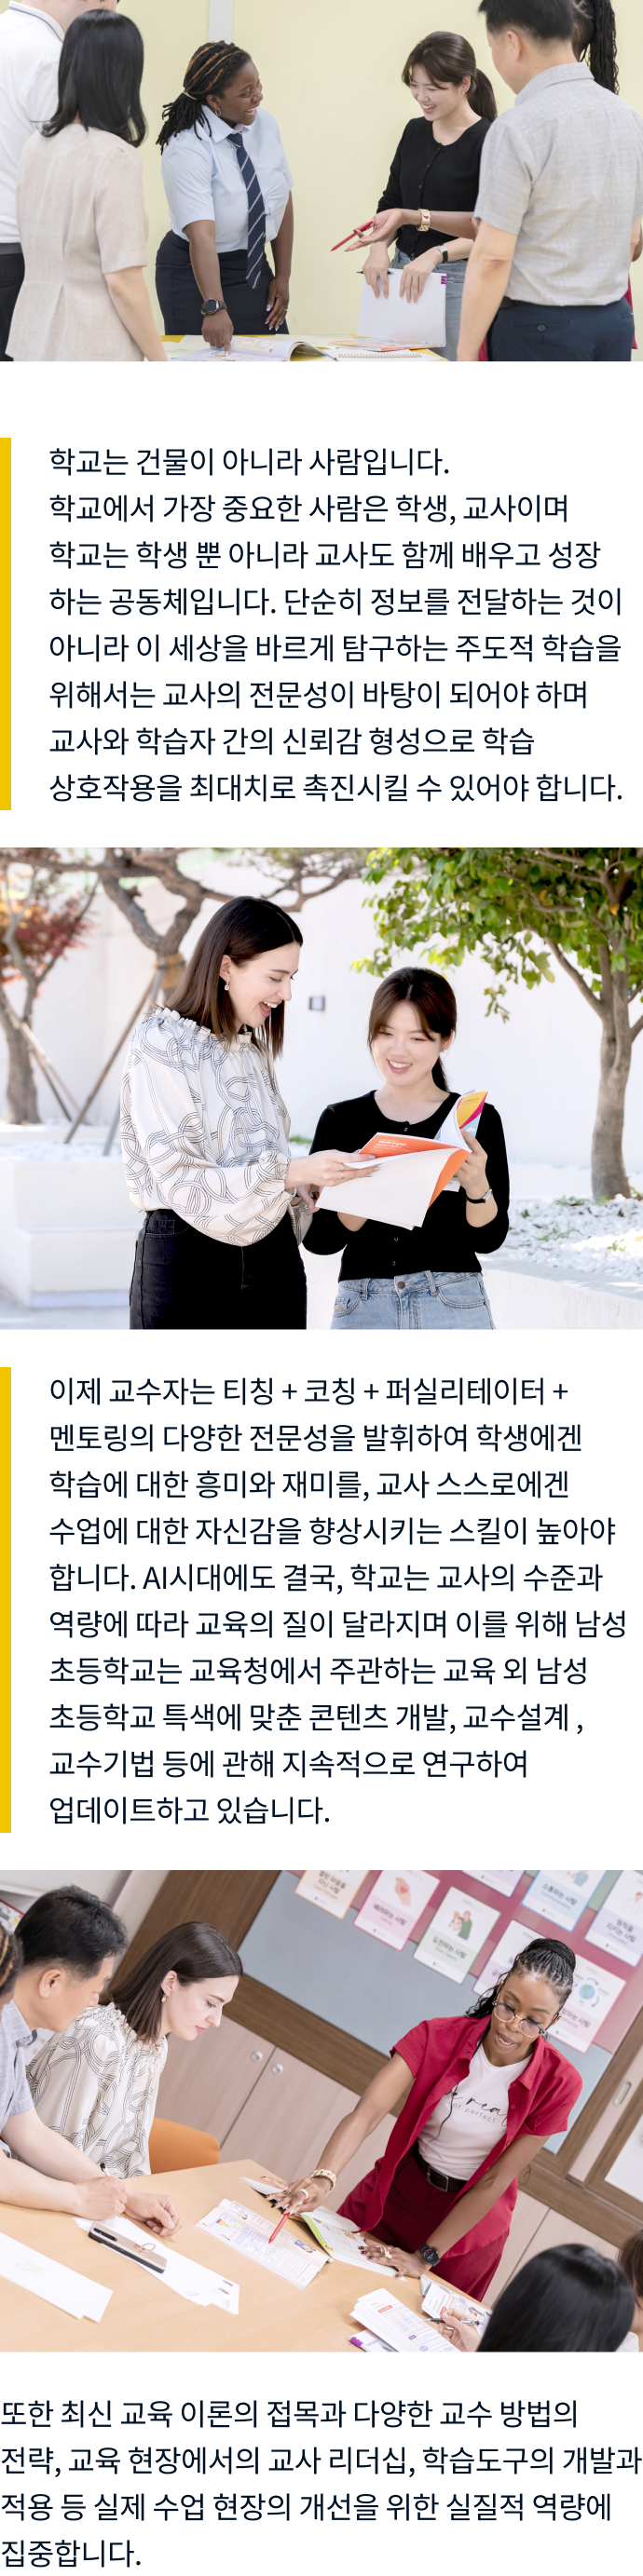 학교는 건물이 아니라 사람입니다.
학교에서 가장 중요한 사람은 학생, 교사이며
학교는 학생 뿐 아니라 교사도 함께 배우고 성장
하는 공동체입니다. 단순히 정보를 전달하는 것이
아니라 이 세상을 바르게 탐구하는 주도적 학습을
위해서는 교사의 전문성이 바탕이 되어야 하며
교사와 학습자 간의 신뢰감 형성으로 학습
상호작용을 최대치로 촉진시킬 수 있어야 합니다.
이제 교수자는 티칭 + 코칭 + 퍼실리테이터 +
멘토링의 다양한 전문성을 발휘하여 학생에겐
학습에 대한 흥미와 재미를, 교사 스스로에겐
수업에 대한 자신감을 향상시키는 스킬이 높아야
합니다. AI시대에도 결국, 학교는 교사의 수준과
역량에 따라 교육의 질이 달라지며 이를 위해 남성
초등학교는 교육청에서 주관하는 교육 외 남성
초등학교 특색에 맞춘 콘텐츠 개발, 교수설계 ,
교수기법 등에 관해 지속적으로 연구하여
업데이트하고 있습니다.
배려하는 사람
도전하는 사람
소통하는 사람
또한 최신 교육 이론의 접목과 다양한 교수 방법의
전략, 교육 현장에서의 교사 리더십, 학습도구의 개발과
적용 등 실제 수업 현장의 개선을 위한 실질적 역량에
집중합니다.